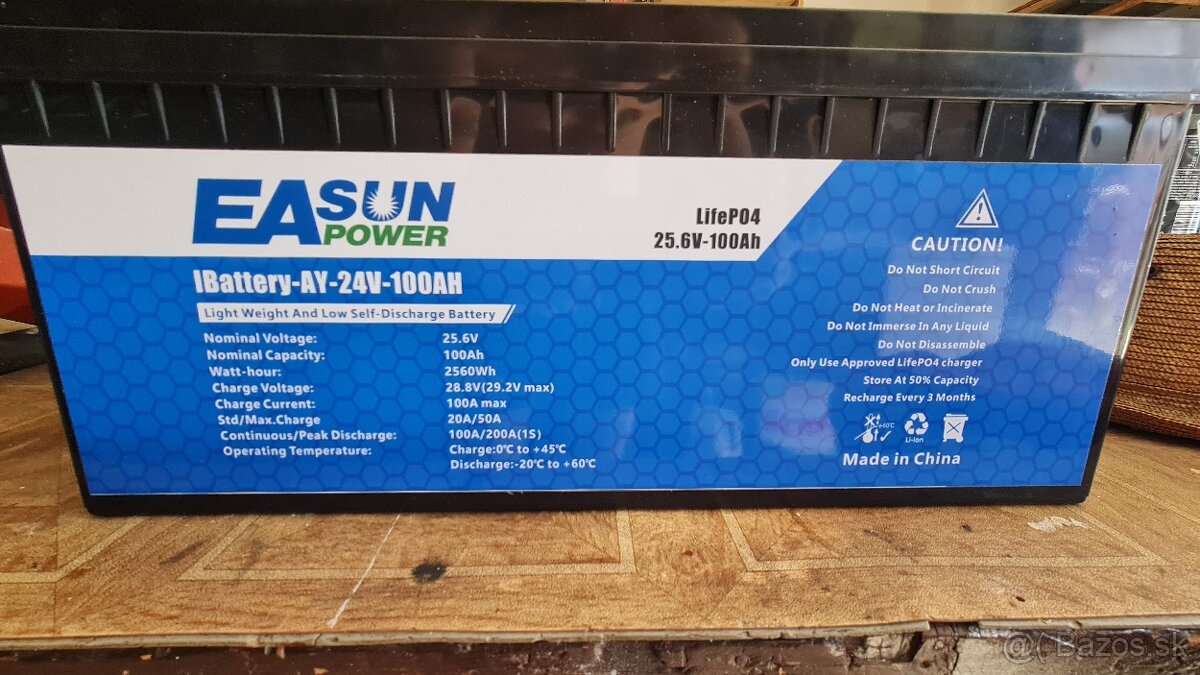 EASUN
POWER
LifePO4
25.6V-100Ah
IBattery-AY-24V-100AH
Light Weight And Low Self-Discharge Battery
Nominal Voltage: 25.6V
Nominal Capacity: 100Ah
Watt-hour: 2560Wh
Charge Voltage: 28.8V(29.2V max)
Charge Current: 100A max
Std/Max.Charge 20A/50A
Continuous/Peak Discharge: 100A/200A(1S)
Operating Temperature: Charge:0℃ to +45℃
Discharge:-20℃ to +60℃
CAUTION!
Do Not Short Circuit
Do Not Crush
Do Not Heat or Incinerate
Do Not Immerse In Any Liquid
Do Not Disassemble
Only Use Approved LifePO4 charger
Store At 50% Capacity
Recharge Every 3 Months
+60℃
Li-ion
Made in China
Bazos.sk